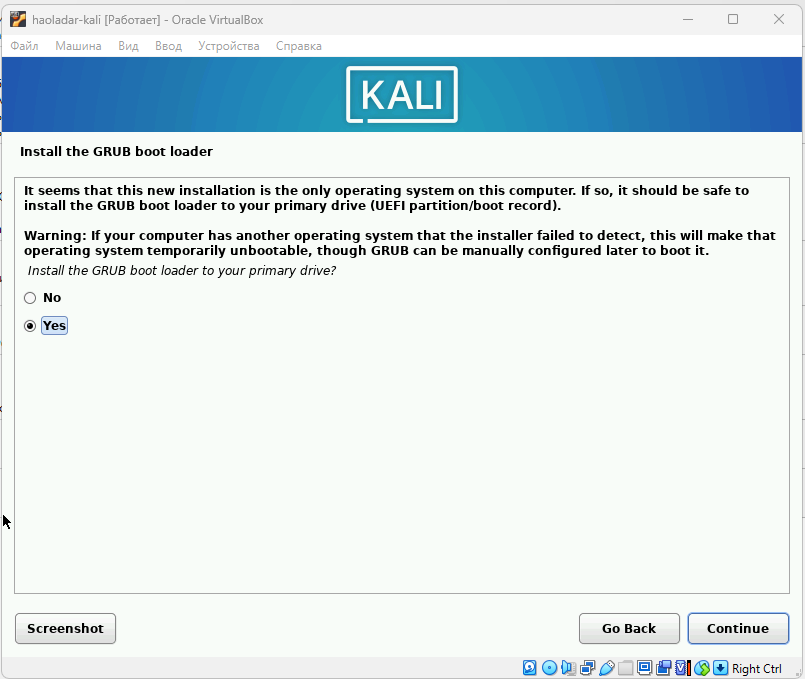 haoladar-kali [Работает] - Oracle VirtualBox
Файл Машина Вид Ввод Устройства Справка
KALI
Install the GRUB boot loader
It seems that this new installation is the only operating system on this computer. If so, it should be safe to
install the GRUB boot loader to your primary drive (UEFI partition/boot record).
Warning: If your computer has another operating system that the installer failed to detect, this will make that
operating system temporarily unbootable, though GRUB can be manually configured later to boot it.
Install the GRUB boot loader to your primary drive?
No
Yes
Screenshot Go Back Continue
Right Ctrl